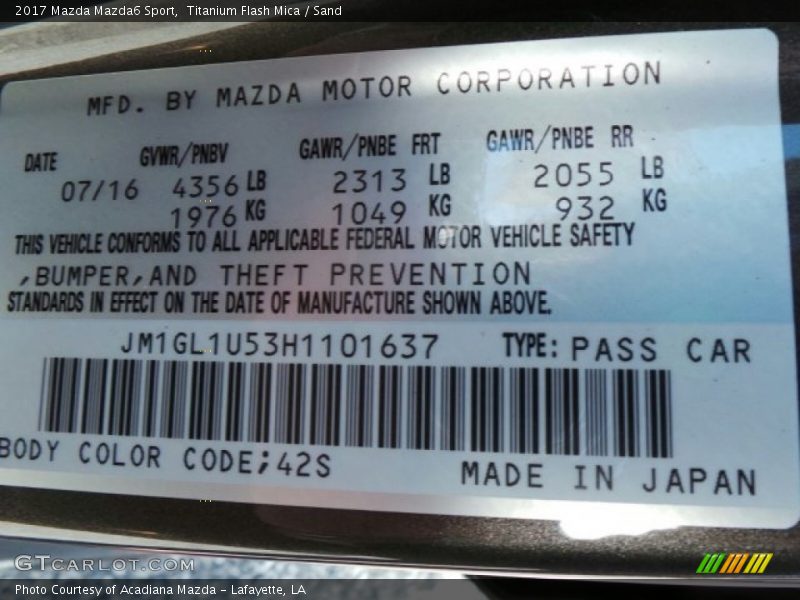 2017 Mazda Mazda6 Sport, Titanium Flash Mica / Sand
MFD. BY MAZDA MOTOR CORPORATION
DATE GVWR/PNBV GAWR/PNBE FRT GAWR/PNBE RR
07/16 4356 LB 2313 LB 2055 LB
1976 KG 1049 KG 932 KG
THIS VEHICLE CONFORMS TO ALL APPLICABLE FEDERAL MOTOR VEHICLE SAFETY
,BUMPER,AND THEFT PREVENTION
STANDARDS IN EFFECT ON THE DATE OF MANUFACTURE SHOWN ABOVE.
JM1GL1U53H1101637 TYPE: PASS CAR
BODY COLOR CODE;42S
MADE IN JAPAN
GTCARLOT.COM
Photo Courtesy of Acadiana Mazda - Lafayette, LA